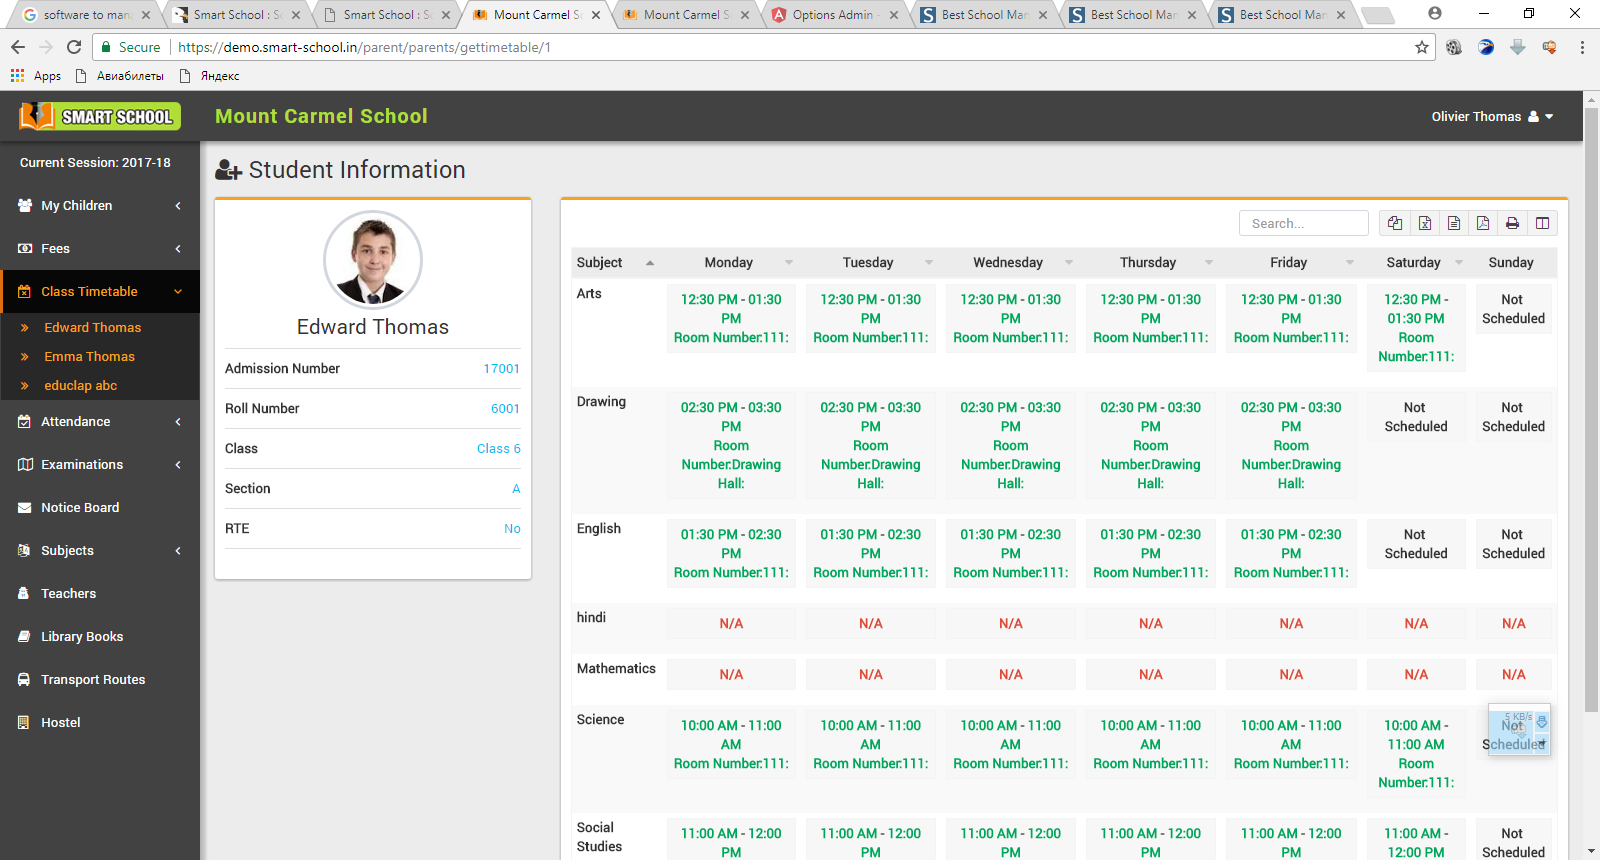 software to man
Smart School : S
Smart School : S
Mount Carmel S
Mount Carmel S
Options Admin -
Best School Man
Best School Man
Best School Man
Secure
https://demo.smart-school.in/parent/parents/gettimetable/1
Apps
Авиабилеты
Яндекс
SMART SCHOOL
Mount Carmel School
Olivier Thomas
Current Session: 2017-18
My Children
Fees
Class Timetable
Edward Thomas
Emma Thomas
educlap abc
Attendance
Examinations
Notice Board
Subjects
Teachers
Library Books
Transport Routes
Hostel
Student Information
Edward Thomas
Admission Number 17001
Roll Number 6001
Class Class 6
Section A
RTE No
Search...
Subject Monday Tuesday Wednesday Thursday Friday Saturday Sunday
Arts
12:30 PM - 01:30
PM
Room Number:111:
12:30 PM - 01:30
PM
Room Number:111:
12:30 PM - 01:30
PM
Room Number:111:
12:30 PM - 01:30
PM
Room Number:111:
12:30 PM - 01:30
PM
Room Number:111:
12:30 PM -
01:30 PM
Room
Number:111:
Not
Scheduled
Drawing
02:30 PM - 03:30
PM
Room
Number:Drawing
Hall:
02:30 PM - 03:30
PM
Room
Number:Drawing
Hall:
02:30 PM - 03:30
PM
Room
Number:Drawing
Hall:
02:30 PM - 03:30
PM
Room
Number:Drawing
Hall:
02:30 PM - 03:30
PM
Room
Number:Drawing
Hall:
Not
Scheduled
Not
Scheduled
English
01:30 PM - 02:30
PM
Room Number:111:
01:30 PM - 02:30
PM
Room Number:111:
01:30 PM - 02:30
PM
Room Number:111:
01:30 PM - 02:30
PM
Room Number:111:
01:30 PM - 02:30
PM
Room Number:111:
Not
Scheduled
Not
Scheduled
hindi N/A N/A N/A N/A N/A N/A N/A
Mathematics N/A N/A N/A N/A N/A N/A N/A
Science
10:00 AM - 11:00
AM
Room Number:111:
10:00 AM - 11:00
AM
Room Number:111:
10:00 AM - 11:00
AM
Room Number:111:
10:00 AM - 11:00
AM
Room Number:111:
10:00 AM - 11:00
AM
Room Number:111:
10:00 AM -
11:00 AM
Room
Number:111:
5 KB/s
Not
Scheduled
Social
Studies
11:00 AM - 12:00
PM
11:00 AM - 12:00
PM
11:00 AM - 12:00
PM
11:00 AM - 12:00
PM
11:00 AM - 12:00
PM
11:00 AM -
12:00 PM
Not
Scheduled